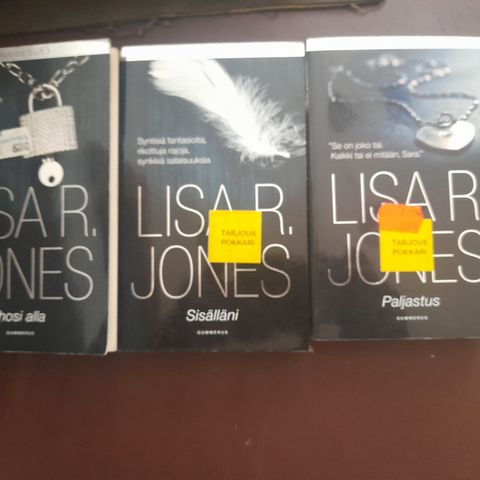 SA R.
ONES
hosi alla
GUMMERUS
Syntisiä fantasioita,
rikottuja rajoja,
synkkiä salaisuuksia
LISA R.
JONES
TARJOUS
POKKARI
Sisälläni
GUMMERUS
"Se on joko tai.
Kaikki tai ei mitään, Sara."
LISA R
JONES
TARJOUS
POKKARI
Paljastus
GUMMERUS